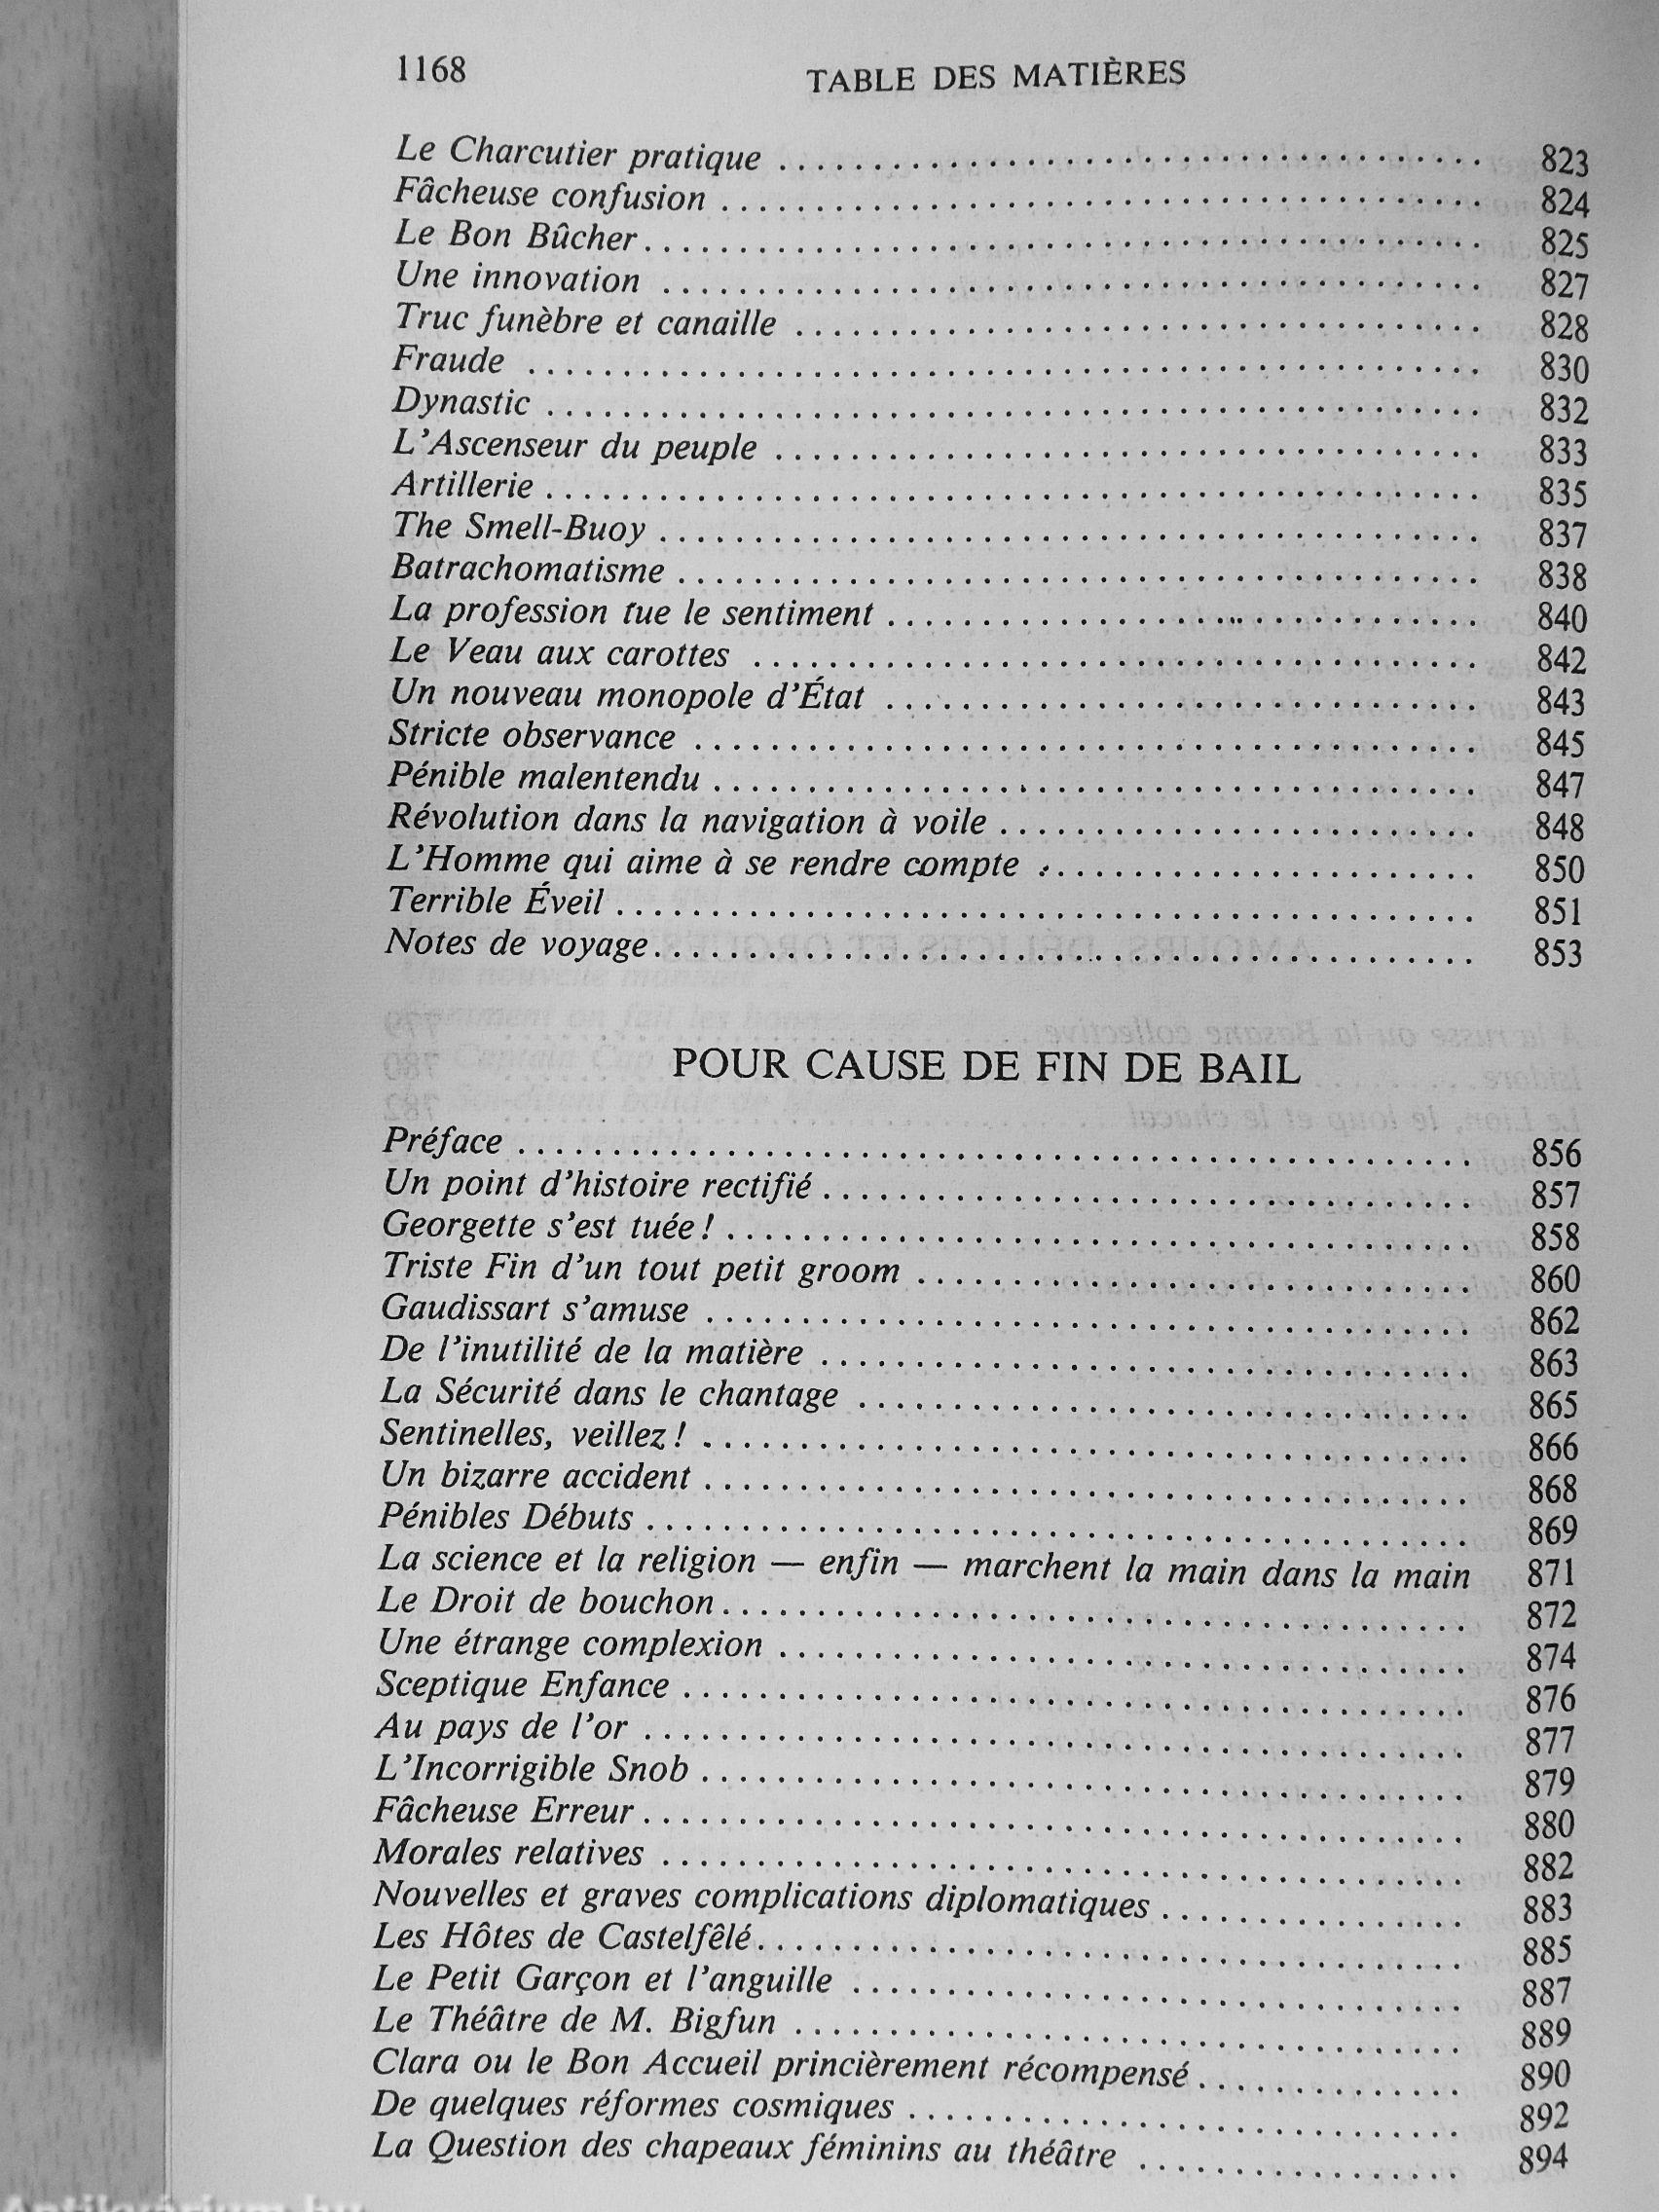 1168 TABLE DES MATIÈRES
Le Charcutier pratique ........ 823
Fâcheuse confusion ........ 824
Le Bon Bûcher ........ 825
Une innovation ........ 827
Truc funèbre et canaille ........ 828
Fraude ........ 830
Dynastic ........ 832
L'Ascenseur du peuple ........ 833
Artillerie ........ 835
The Smell-Buoy ........ 837
Batrachomatisme ........ 838
La profession tue le sentiment ........ 840
Le Veau aux carottes ........ 842
Un nouveau monopole d'État ........ 843
Stricte observance ........ 845
Pénible malentendu ........ 847
Révolution dans la navigation à voile ........ 848
L'Homme qui aime à se rendre compte ........ 850
Terrible Éveil ........ 851
Notes de voyage ........ 853
POUR CAUSE DE FIN DE BAIL
Préface ........ 856
Un point d'histoire rectifié ........ 857
Georgette s'est tuée ! ........ 858
Triste Fin d'un tout petit groom ........ 860
Gaudissart s'amuse ........ 862
De l'inutilité de la matière ........ 863
La Sécurité dans le chantage ........ 865
Sentinelles, veillez ! ........ 866
Un bizarre accident ........ 868
Pénibles Débuts ........ 869
La science et la religion — enfin — marchent la main dans la main 871
Le Droit de bouchon ........ 872
Une étrange complexion ........ 874
Sceptique Enfance ........ 876
Au pays de l'or ........ 877
L'Incorrigible Snob ........ 879
Fâcheuse Erreur ........ 880
Morales relatives ........ 882
Nouvelles et graves complications diplomatiques ........ 883
Les Hôtes de Castelfêlé ........ 885
Le Petit Garçon et l'anguille ........ 887
Le Théâtre de M. Bigfun ........ 889
Clara ou le Bon Accueil princièrement récompensé ........ 890
De quelques réformes cosmiques ........ 892
La Question des chapeaux féminins au théâtre ........ 894